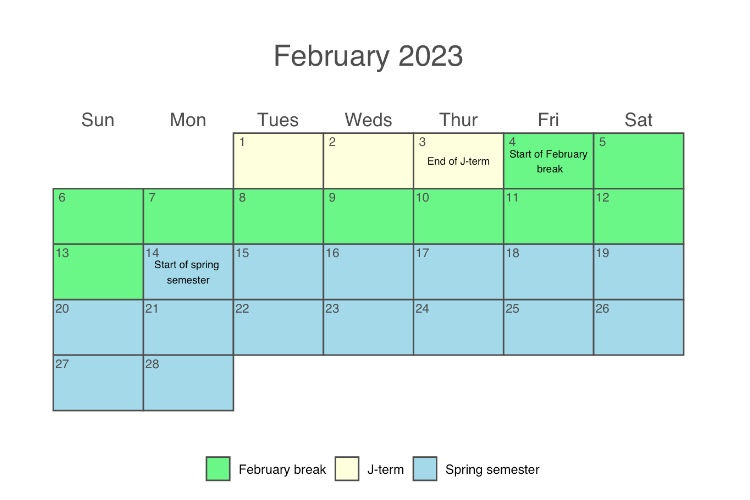 February 2023
Sun Mon Tues Weds Thur Fri Sat
1 2 3 4 5
End of J-term Start of February
break
6 7 8 9 10 11 12
13 14 15 16 17 18 19
Start of spring
semester
20 21 22 23 24 25 26
27 28
February break J-term Spring semester